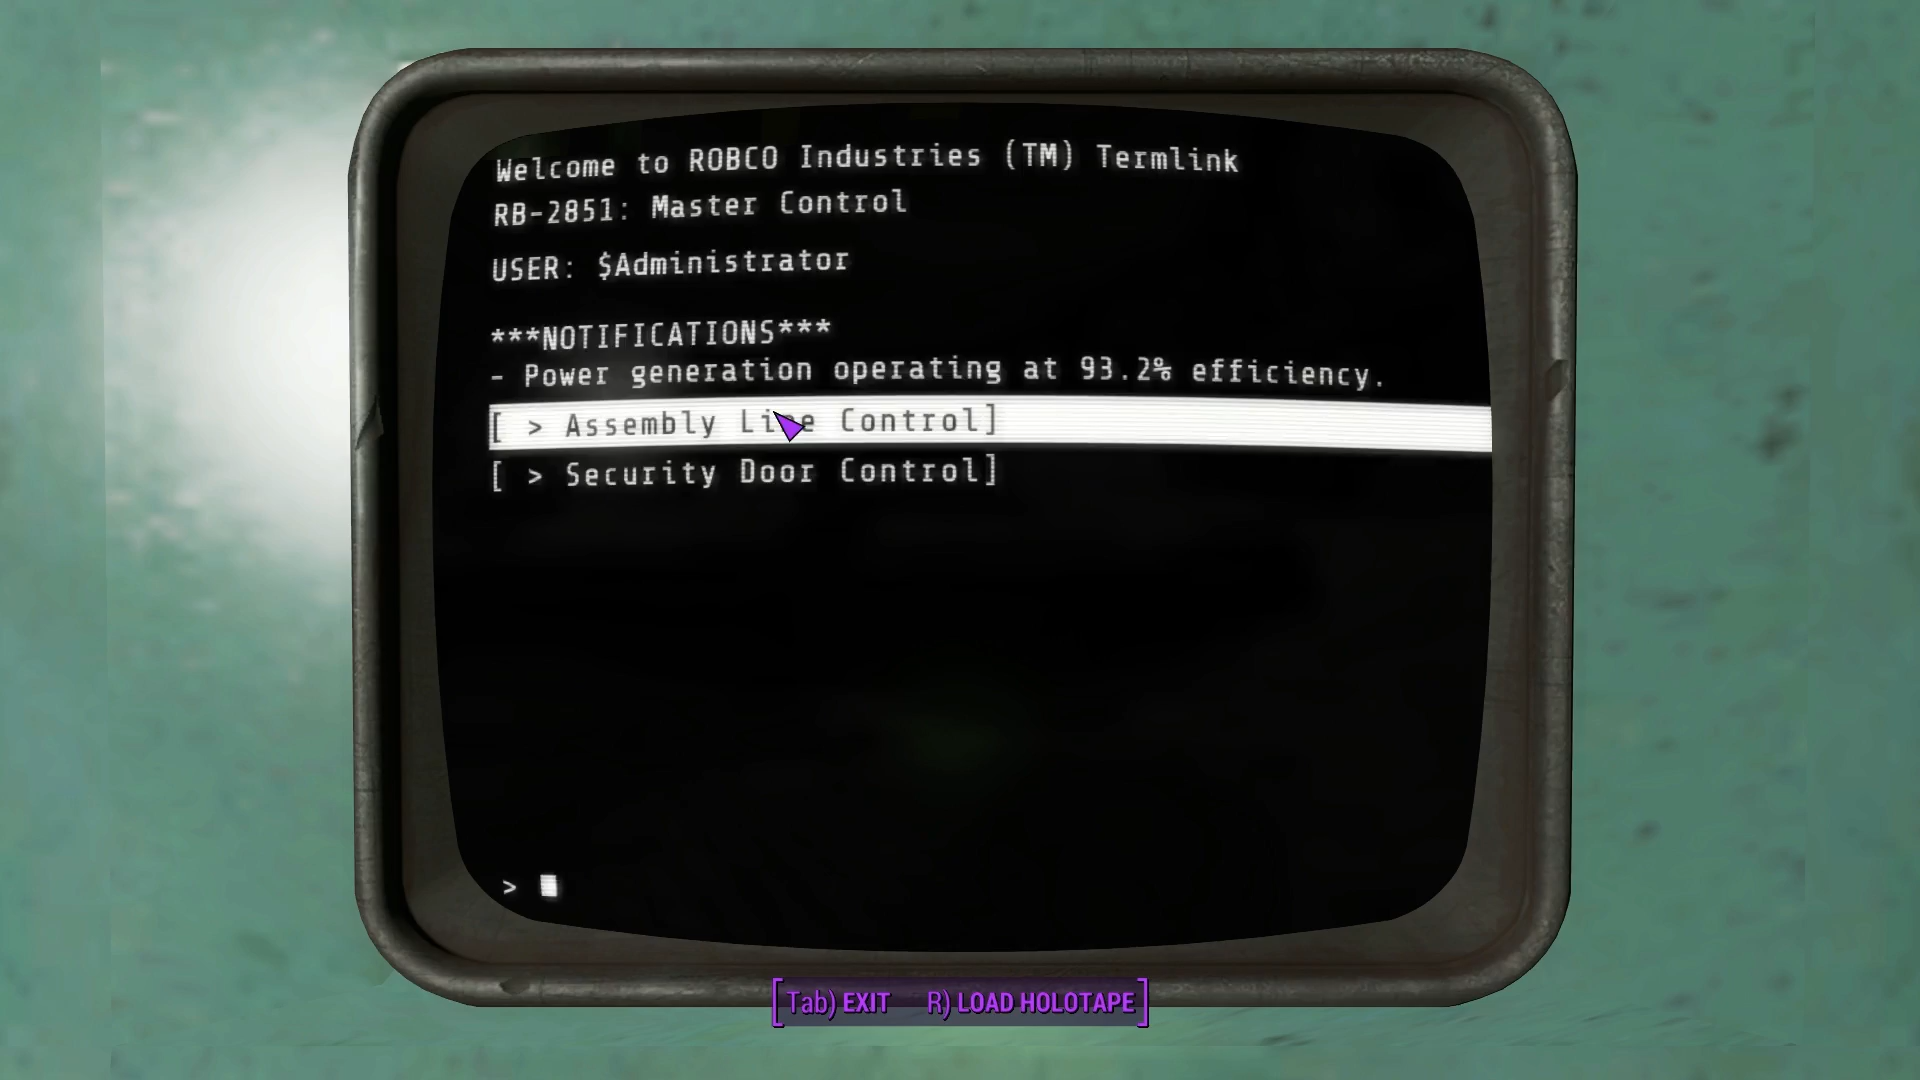 Welcome to ROBCO Industries (TM) Termlink
RB-2851: Master Control
USER: $Administrator
***NOTIFICATIONS***
- Power generation operating at 93.2% efficiency.
[ > Assembly Line Control]
[ > Security Door Control]
>
[Tab) EXIT R) LOAD HOLOTAPE]